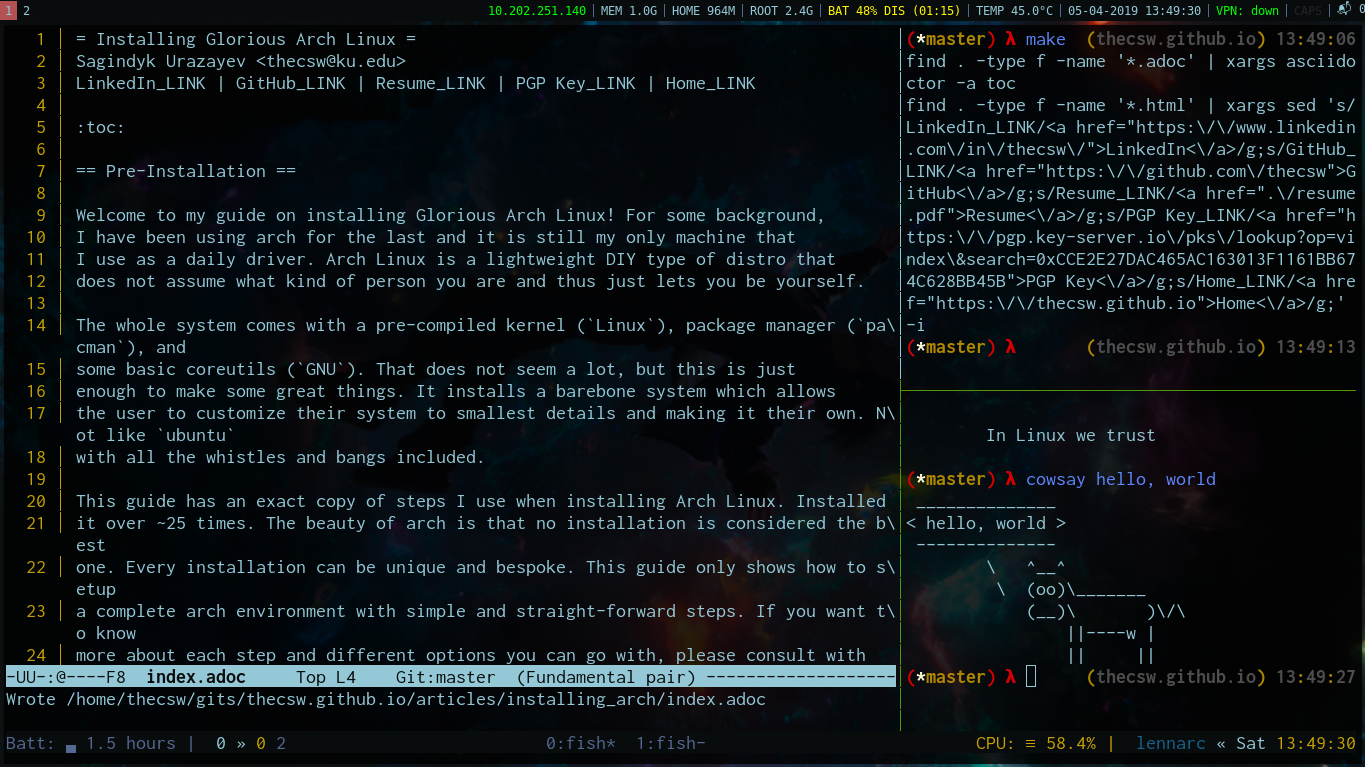 1 2 10.202.251.140 | MEM 1.0G | HOME 964M | ROOT 2.4G | BAT 48% DIS (01:15) | TEMP 45.0°C | 05-04-2019 13:49:30 | VPN: down | CAPS | 0
1 | = Installing Glorious Arch Linux =
2 | Sagindyk Urazayev <thecsw@ku.edu>
3 | LinkedIn_LINK | GitHub_LINK | Resume_LINK | PGP Key_LINK | Home_LINK
4 |
5 | :toc:
6 |
7 | == Pre-Installation ==
8 |
9 | Welcome to my guide on installing Glorious Arch Linux! For some background,
10 | I have been using arch for the last and it is still my only machine that
11 | I use as a daily driver. Arch Linux is a lightweight DIY type of distro that
12 | does not assume what kind of person you are and thus just lets you be yourself.
13 |
14 | The whole system comes with a pre-compiled kernel (`Linux`), package manager (`pa\
cman`), and
15 | some basic coreutils (`GNU`). That does not seem a lot, but this is just
16 | enough to make some great things. It installs a barebone system which allows
17 | the user to customize their system to smallest details and making it their own. N\
ot like `ubuntu`
18 | with all the whistles and bangs included.
19 |
20 | This guide has an exact copy of steps I use when installing Arch Linux. Installed
21 | it over ~25 times. The beauty of arch is that no installation is considered the b\
est
22 | one. Every installation can be unique and bespoke. This guide only shows how to s\
etup
23 | a complete arch environment with simple and straight-forward steps. If you want t\
o know
24 | more about each step and different options you can go with, please consult with
-UU-:@----F8 index.adoc Top L4 Git:master (Fundamental pair) -------------------
Wrote /home/thecsw/gits/thecsw.github.io/articles/installing_arch/index.adoc
(*master) λ make (thecsw.github.io) 13:49:06
find . -type f -name '*.adoc' | xargs asciido
ctor -a toc
find . -type f -name '*.html' | xargs sed 's/
LinkedIn_LINK/<a href="https:\/\/www.linkedin
.com\/in\/thecsw\/">LinkedIn<\/a>/g;s/GitHub_
LINK/<a href="https:\/\/github.com\/thecsw">G
itHub<\/a>/g;s/Resume_LINK/<a href=".\/resume
.pdf">Resume<\/a>/g;s/PGP Key_LINK/<a href="h
ttps:\/\/pgp.key-server.io\/pks\/lookup?op=vi
ndex\&search=0xCCE2E27DAC465AC163013F1161BB67
4C628BB45B">PGP Key<\/a>/g;s/Home_LINK/<a hre
f="https:\/\/thecsw.github.io">Home<\/a>/g;'
-i
(*master) λ (thecsw.github.io) 13:49:13
In Linux we trust
(*master) λ cowsay hello, world
 ______________
< hello, world >
 --------------
        \   ^__^
         \  (oo)\_______
            (__)\       )\/\
                ||----w |
                ||     ||
(*master) λ (thecsw.github.io) 13:49:27
Batt: ▄ 1.5 hours | 0 » 0 2 0:fish* 1:fish- CPU: ≡ 58.4% | lennarc « Sat 13:49:30